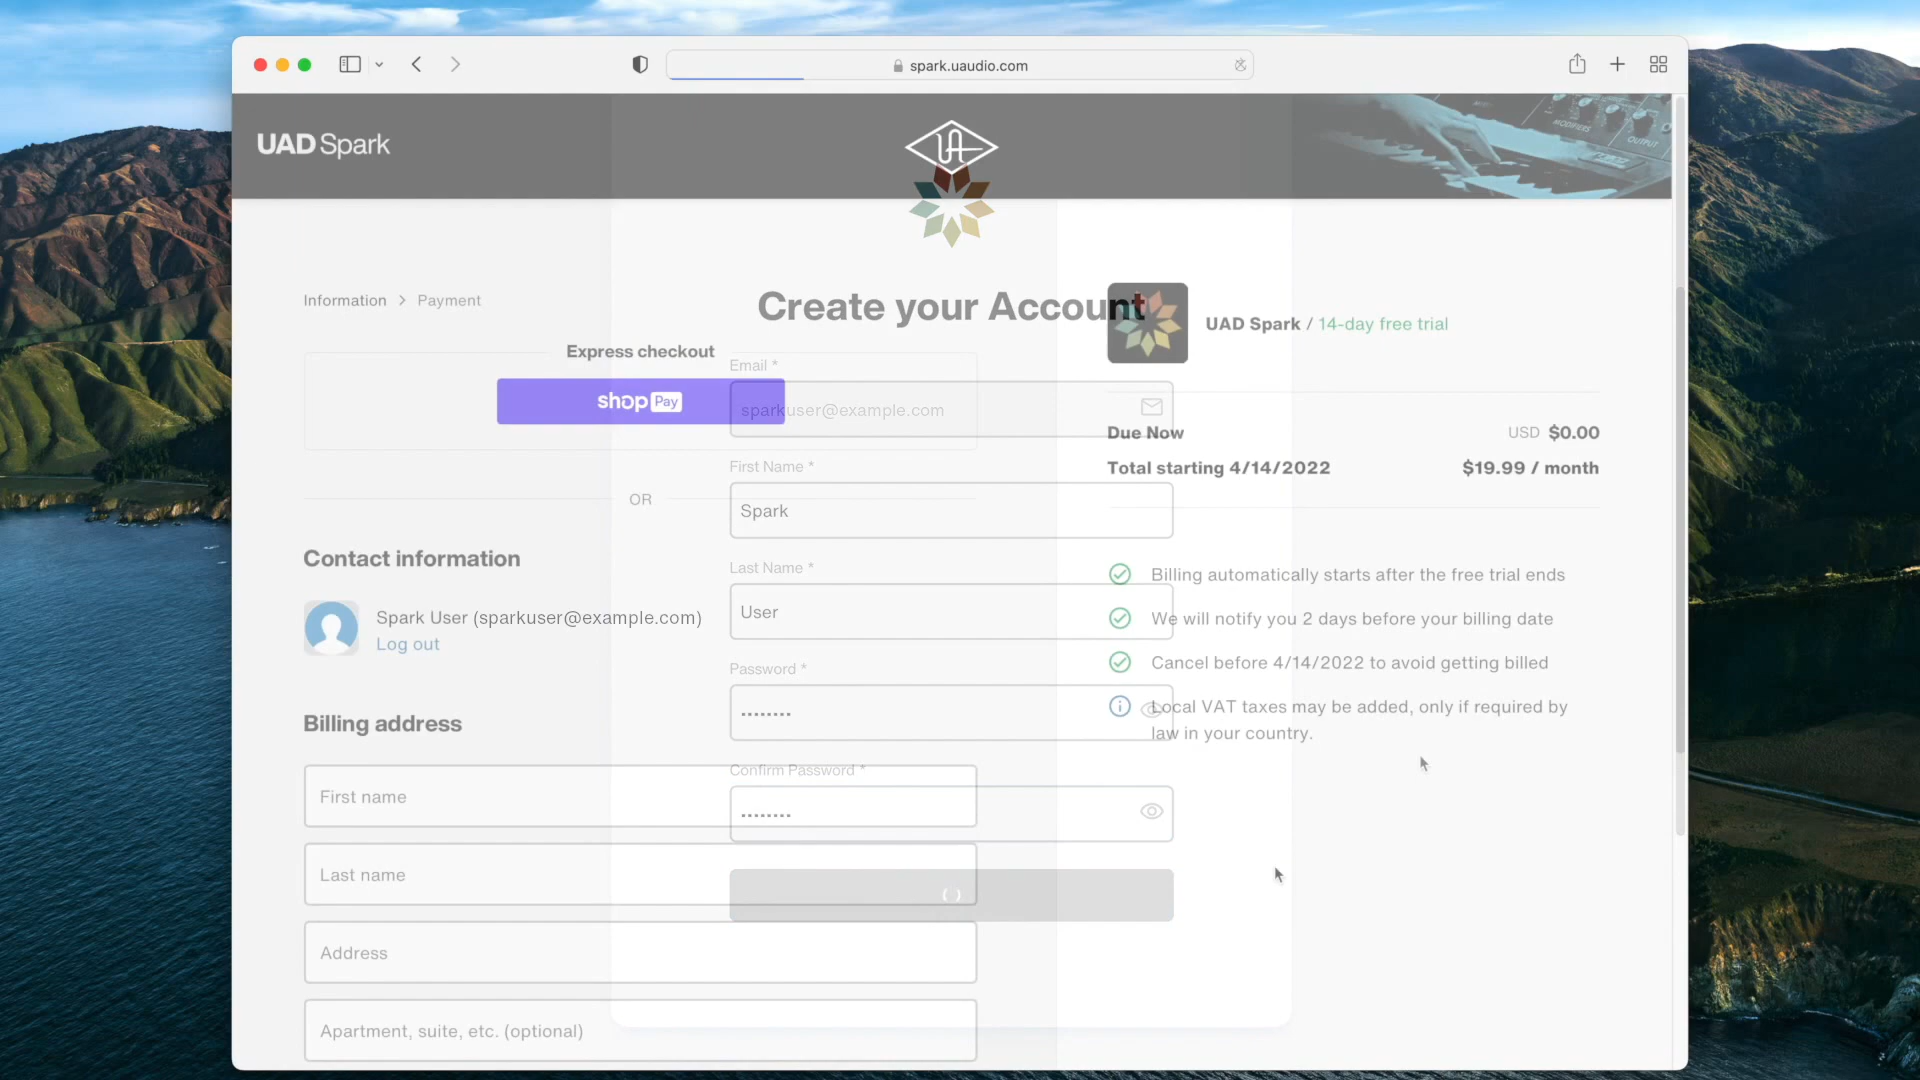 spark.uaudio.com
UAD Spark
UA
MODIFIERS
OUTPUT
Information > Payment
Create your Account
UAD Spark / 14-day free trial
Express checkout
shop Pay
Email *
sparkuser@example.com
Due Now USD $0.00
Total starting 4/14/2022 $19.99 / month
First Name *
Spark
OR
Contact information
Last Name *
User
Spark User (sparkuser@example.com)
Log out
Billing automatically starts after the free trial ends
We will notify you 2 days before your billing date
Cancel before 4/14/2022 to avoid getting billed
Local VAT taxes may be added, only if required by
law in your country.
Password *
........
Billing address
Confirm Password *
........
First name
Last name
Address
Apartment, suite, etc. (optional)